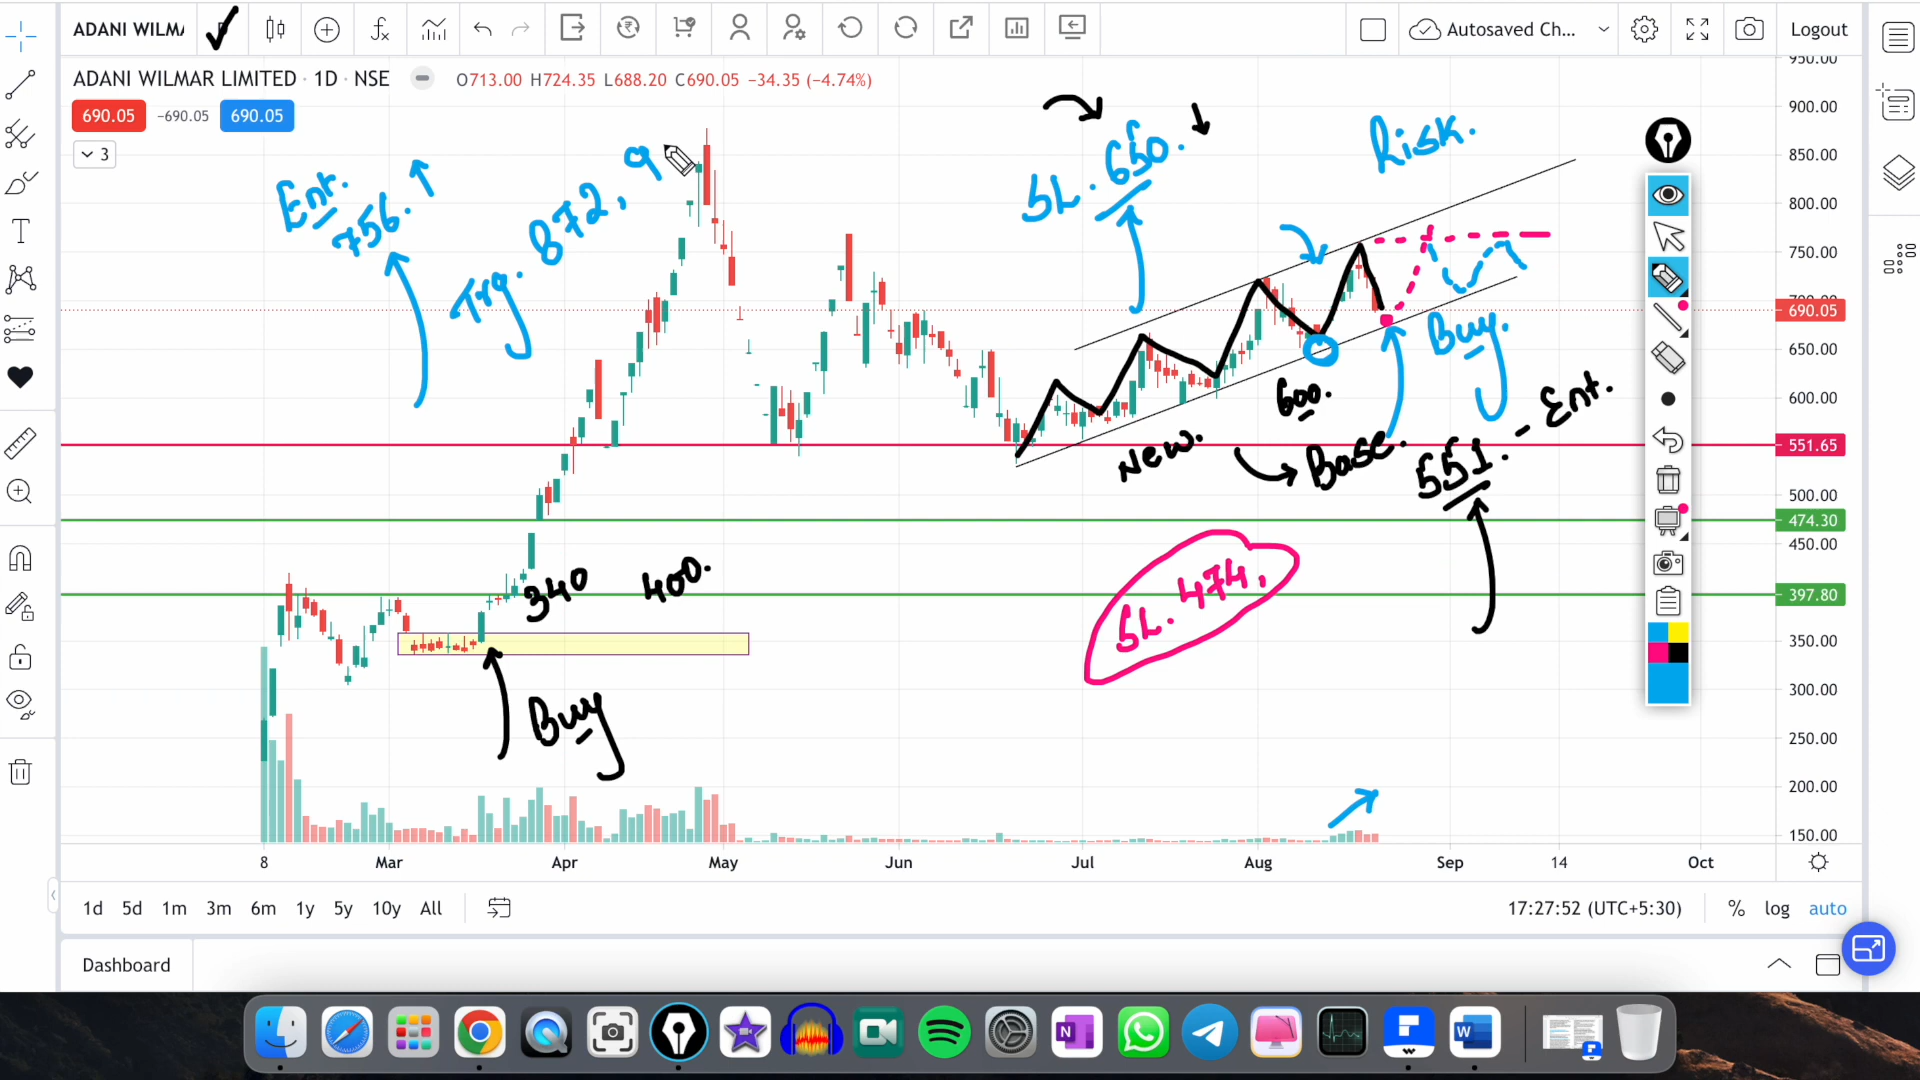 ADANI WILMA
Autosaved Ch...
Logout
ADANI WILMAR LIMITED · 1D · NSE
O713.00 H724.35 L688.20 C690.05 −34.35 (−4.74%)
690.05 −690.05 690.05
3
Ent.
756.
Trg. 872, 9
SL. 650.
Risk.
Buy.
600.
New.
Base.
551. - Ent.
SL. 474.
340 400.
Buy
950.00
900.00
850.00
800.00
750.00
700.00
690.05
650.00
600.00
551.65
500.00
474.30
450.00
397.80
350.00
300.00
250.00
200.00
150.00
8 Mar Apr May Jun Jul Aug Sep 14 Oct
1d 5d 1m 3m 6m 1y 5y 10y All
17:27:52 (UTC+5:30) % log auto
Dashboard
N
W